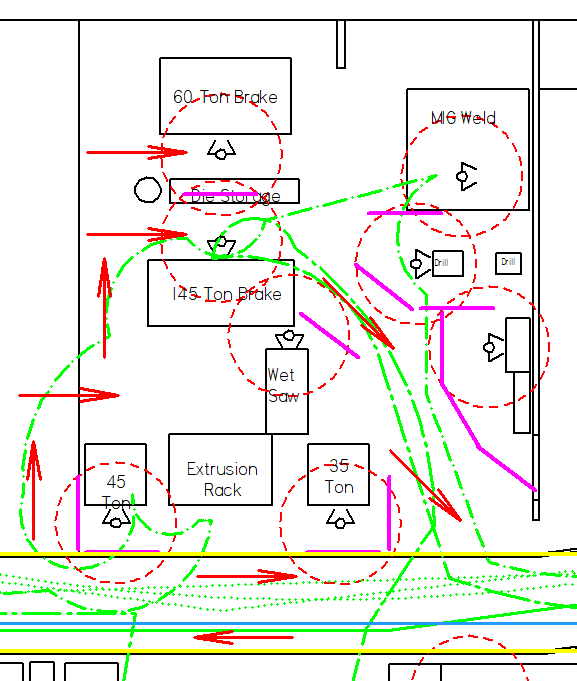 60 Ton Brake
MIG Weld
Die Storage
Drill
Drill
145 Ton Brake
Wet
Saw
45
Ton
Extrusion
Rack
35
Ton